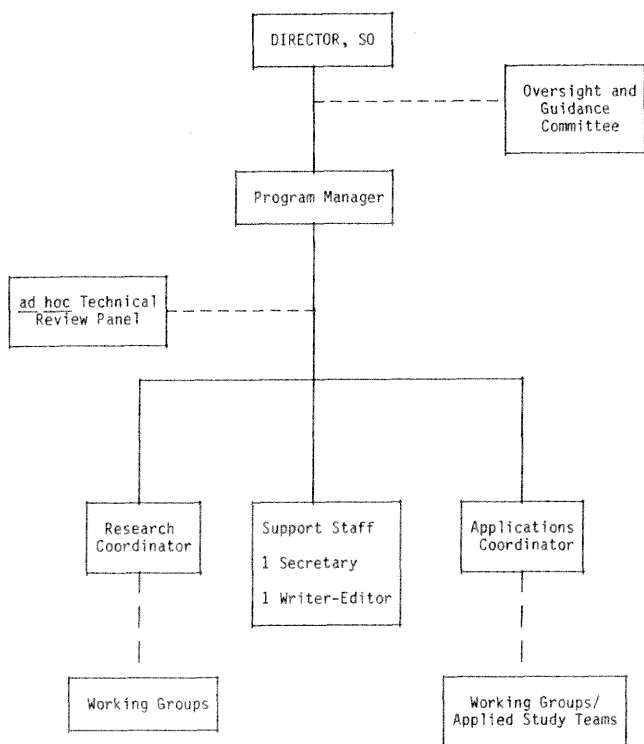 DIRECTOR, SO
Oversight and
Guidance
Committee
Program Manager
ad hoc Technical
Review Panel
Research
Coordinator
Support Staff
1 Secretary
1 Writer-Editor
Applications
Coordinator
Working Groups
Working Groups/
Applied Study Teams